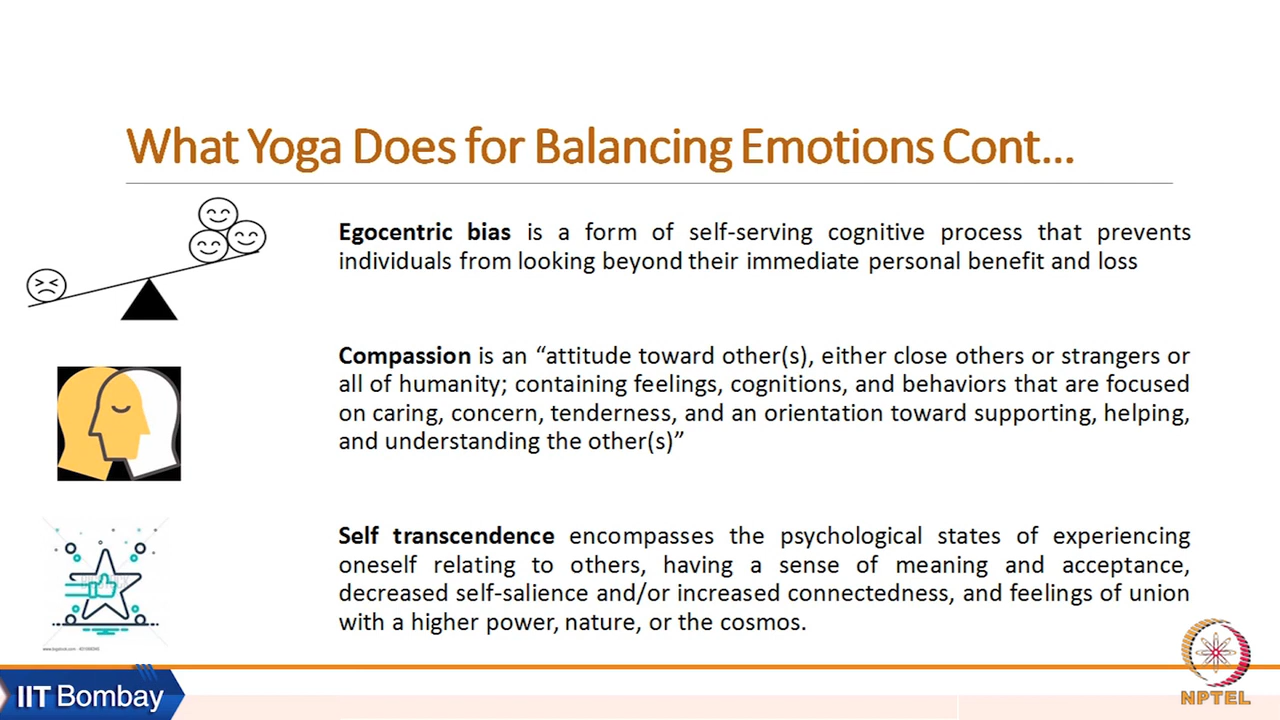 What Yoga Does for Balancing Emotions Cont...
Egocentric bias is a form of self-serving cognitive process that prevents
individuals from looking beyond their immediate personal benefit and loss
Compassion is an “attitude toward other(s), either close others or strangers or
all of humanity; containing feelings, cognitions, and behaviors that are focused
on caring, concern, tenderness, and an orientation toward supporting, helping,
and understanding the other(s)”
Self transcendence encompasses the psychological states of experiencing
oneself relating to others, having a sense of meaning and acceptance,
decreased self-salience and/or increased connectedness, and feelings of union
with a higher power, nature, or the cosmos.
IIT Bombay
NPTEL